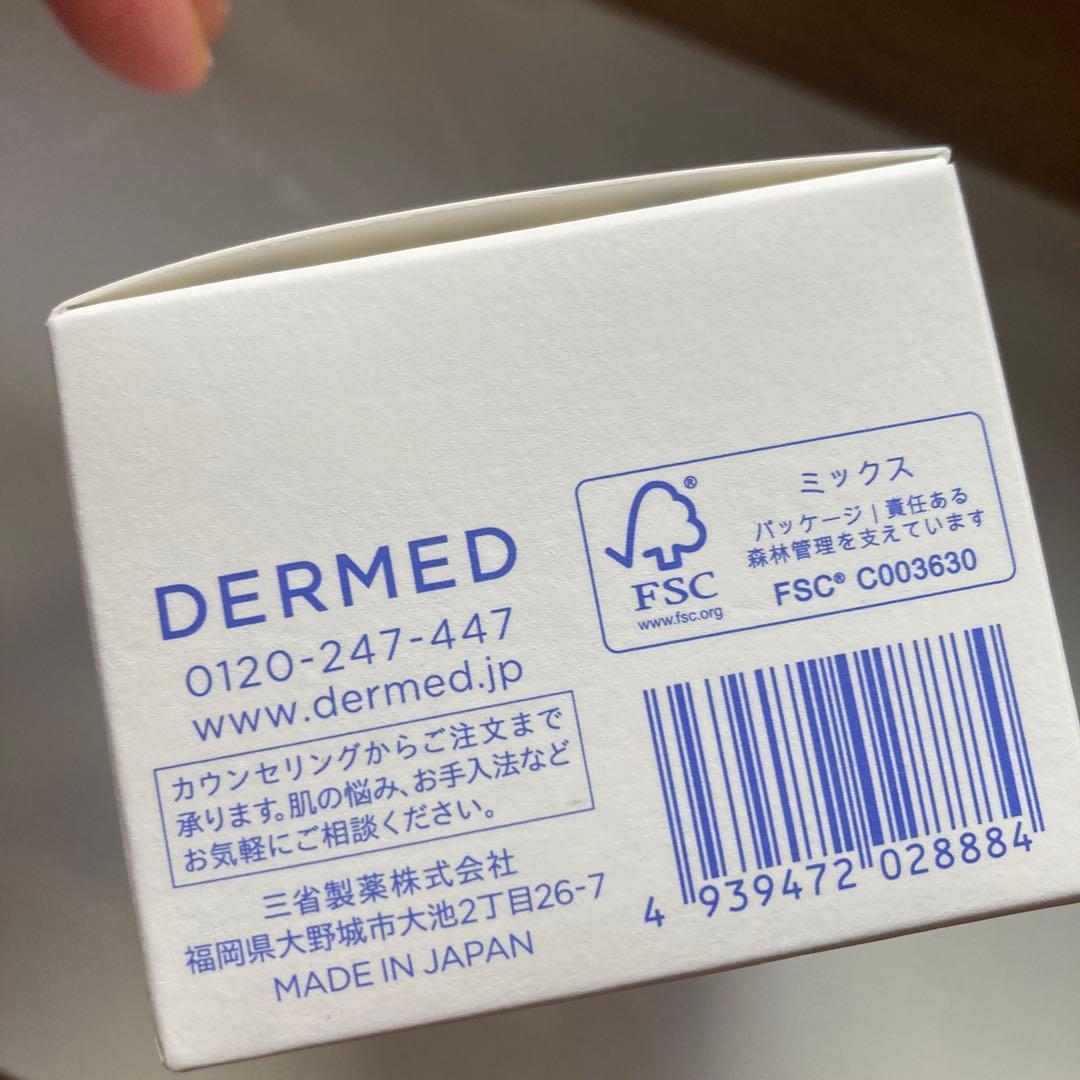 DERMED
0120-247-447
www.dermed.jp
カウンセリングからご注文まで
承ります。肌の悩み、お手入法など
お気軽にご相談ください。
三省製薬株式会社
福岡県大野城市大池2丁目26-7
MADE IN JAPAN
®
FSC
www.fsc.org
ミックス
パッケージ | 責任ある
森林管理を支えています
FSC® C003630
4 939472 028884